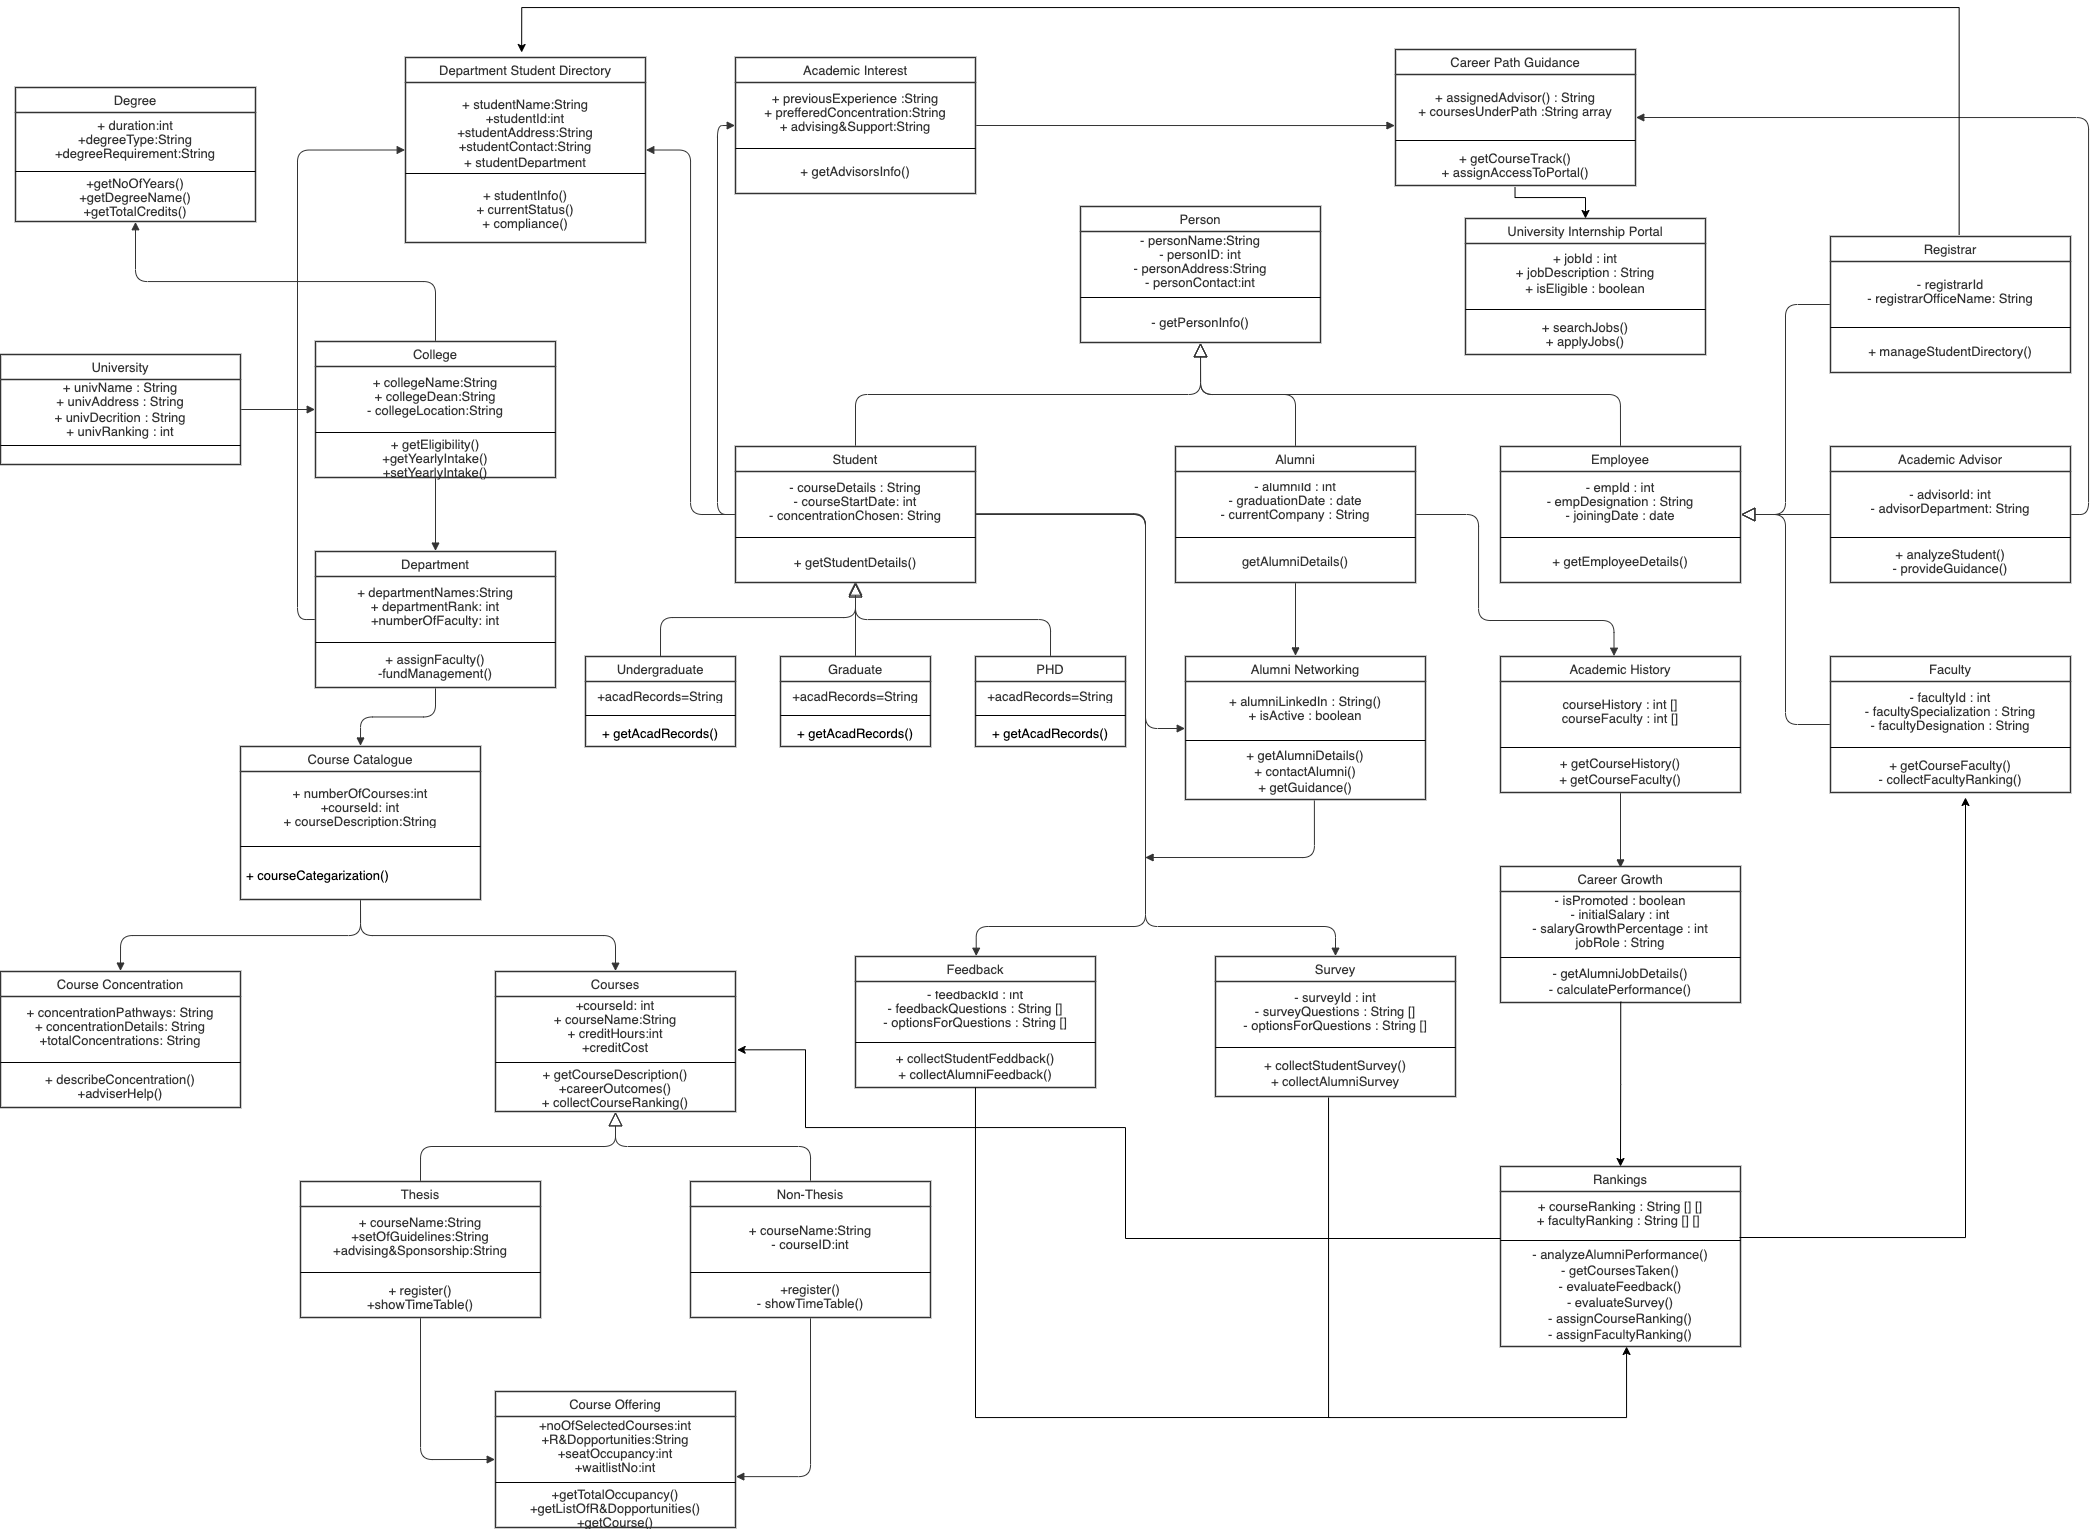 Department Student Directory
+ studentName:String
+studentId:int
+studentAddress:String
+studentContact:String
+ studentDepartment
+ studentInfo()
+ currentStatus()
+ compliance()
Academic Interest
+ previousExperience :String
+ prefferedConcentration:String
+ advising&Support:String
+ getAdvisorsInfo()
Career Path Guidance
+ assignedAdvisor() : String
+ coursesUnderPath :String array
+ getCourseTrack()
+ assignAccessToPortal()
Degree
+ duration:int
+degreeType:String
+degreeRequirement:String
+getNoOfYears()
+getDegreeName()
+getTotalCredits()
Person
- personName:String
- personID: int
- personAddress:String
- personContact:int
- getPersonInfo()
University Internship Portal
+ jobId : int
+ jobDescription : String
+ isEligible : boolean
+ searchJobs()
+ applyJobs()
Registrar
- registrarId
- registrarOfficeName: String
+ manageStudentDirectory()
University
+ univName : String
+ univAddress : String
+ univDecrition : String
+ univRanking : int
College
+ collegeName:String
+ collegeDean:String
- collegeLocation:String
+ getEligibility()
+getYearlyIntake()
+setYearlyIntake()
Student
- courseDetails : String
- courseStartDate: int
- concentrationChosen: String
+ getStudentDetails()
Alumni
- alumniId : int
- graduationDate : date
- currentCompany : String
getAlumniDetails()
Employee
- empId : int
- empDesignation : String
- joiningDate : date
+ getEmployeeDetails()
Academic Advisor
- advisorId: int
- advisorDepartment: String
+ analyzeStudent()
- provideGuidance()
Department
+ departmentNames:String
+ departmentRank: int
+numberOfFaculty: int
+ assignFaculty()
-fundManagement()
Undergraduate
+acadRecords=String
+ getAcadRecords()
Graduate
+acadRecords=String
+ getAcadRecords()
PHD
+acadRecords=String
+ getAcadRecords()
Alumni Networking
+ alumniLinkedIn : String()
+ isActive : boolean
+ getAlumniDetails()
+ contactAlumni()
+ getGuidance()
Academic History
courseHistory : int []
courseFaculty : int []
+ getCourseHistory()
+ getCourseFaculty()
Faculty
- facultyId : int
- facultySpecialization : String
- facultyDesignation : String
+ getCourseFaculty()
- collectFacultyRanking()
Course Catalogue
+ numberOfCourses:int
+courseId: int
+ courseDescription:String
+ courseCategarization()
Career Growth
- isPromoted : boolean
- initialSalary : int
- salaryGrowthPercentage : int
jobRole : String
- getAlumniJobDetails()
- calculatePerformance()
Course Concentration
+ concentrationPathways: String
+ concentrationDetails: String
+totalConcentrations: String
+ describeConcentration()
+adviserHelp()
Courses
+courseId: int
+ courseName:String
+ creditHours:int
+creditCost
+ getCourseDescription()
+careerOutcomes()
+ collectCourseRanking()
Feedback
- feedbackId : int
- feedbackQuestions : String []
- optionsForQuestions : String []
+ collectStudentFeddback()
+ collectAlumniFeedback()
Survey
- surveyId : int
- surveyQuestions : String []
- optionsForQuestions : String []
+ collectStudentSurvey()
+ collectAlumniSurvey
Thesis
+ courseName:String
+setOfGuidelines:String
+advising&Sponsorship:String
+ register()
+showTimeTable()
Non-Thesis
+ courseName:String
- courseID:int
+register()
- showTimeTable()
Rankings
+ courseRanking : String [] []
+ facultyRanking : String [] []
- analyzeAlumniPerformance()
- getCoursesTaken()
- evaluateFeedback()
- evaluateSurvey()
- assignCourseRanking()
- assignFacultyRanking()
Course Offering
+noOfSelectedCourses:int
+R&Dopportunities:String
+seatOccupancy:int
+waitlistNo:int
+getTotalOccupancy()
+getListOfR&Dopportunities()
+getCourse()